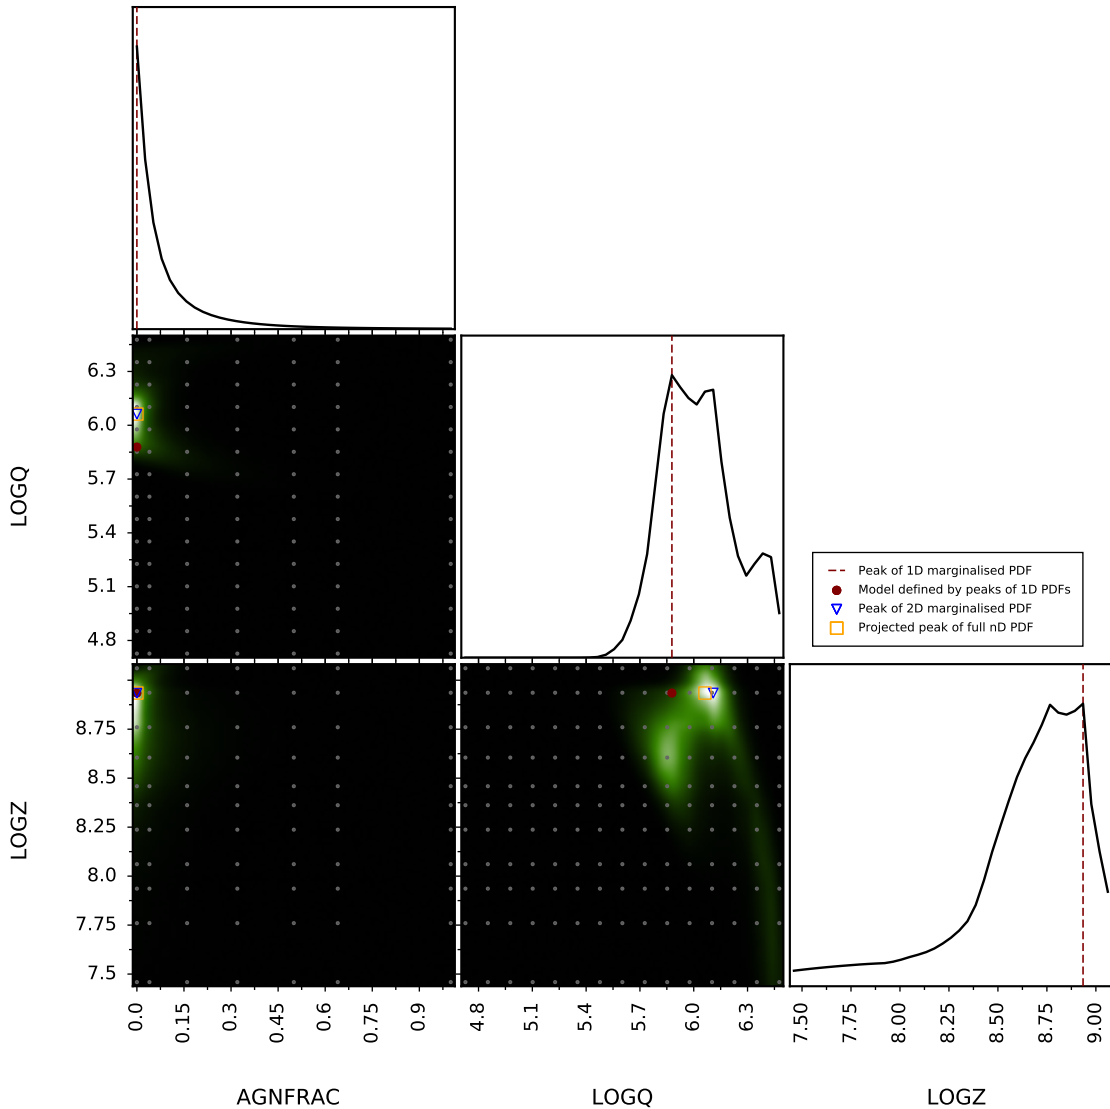 6.3
6.0
5.7
5.4
5.1
4.8
LOGQ
Peak of 1D marginalised PDF
Model defined by peaks of 1D PDFs
Peak of 2D marginalised PDF
Projected peak of full nD PDF
8.75
8.5
8.25
8.0
7.75
7.5
LOGZ
0.0 0.15 0.3 0.45 0.6 0.75 0.9
4.8 5.1 5.4 5.7 6.0 6.3
7.50 7.75 8.00 8.25 8.50 8.75 9.00
AGNFRAC LOGQ LOGZ